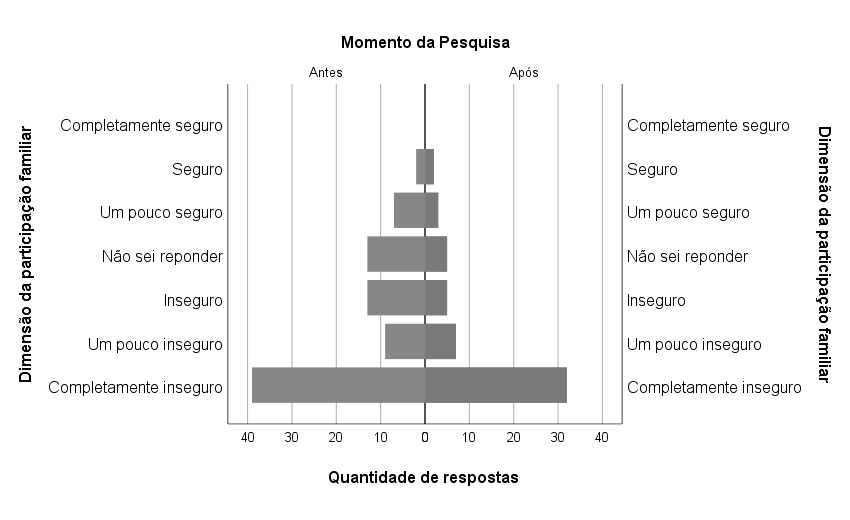 Momento da Pesquisa
Antes
Após
Dimensão da participação familiar
Completamente seguro
Seguro
Um pouco seguro
Não sei reponder
Inseguro
Um pouco inseguro
Completamente inseguro
Completamente seguro
Seguro
Um pouco seguro
Não sei reponder
Inseguro
Um pouco inseguro
Completamente inseguro
Dimensão da participação familiar
40 30 20 10 0 10 20 30 40
Quantidade de respostas